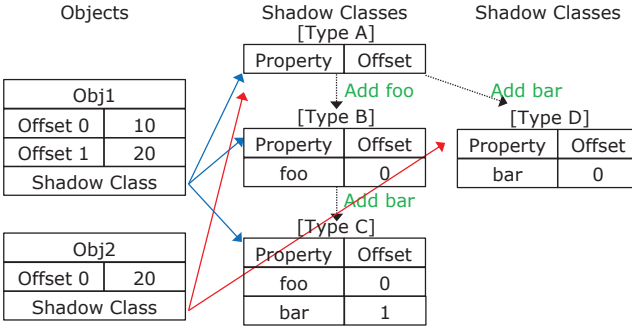 Objects
Shadow Classes
Shadow Classes
[Type A]
Property Offset
Add foo
Add bar
Obj1
Offset 0 10
Offset 1 20
Shadow Class
[Type B]
Property Offset
foo 0
[Type D]
Property Offset
bar 0
Add bar
[Type C]
Property Offset
foo 0
bar 1
Obj2
Offset 0 20
Shadow Class